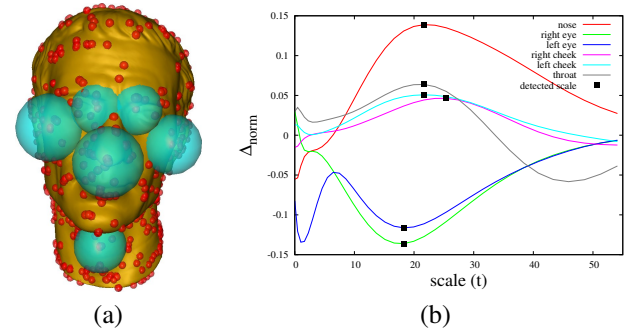 0.15
0.1
0.05
0
-0.05
-0.1
-0.15
Δnorm
nose
right eye
left eye
right cheek
left cheek
throat
detected scale
0 10 20 30 40 50 60
scale (t)
(a) (b)